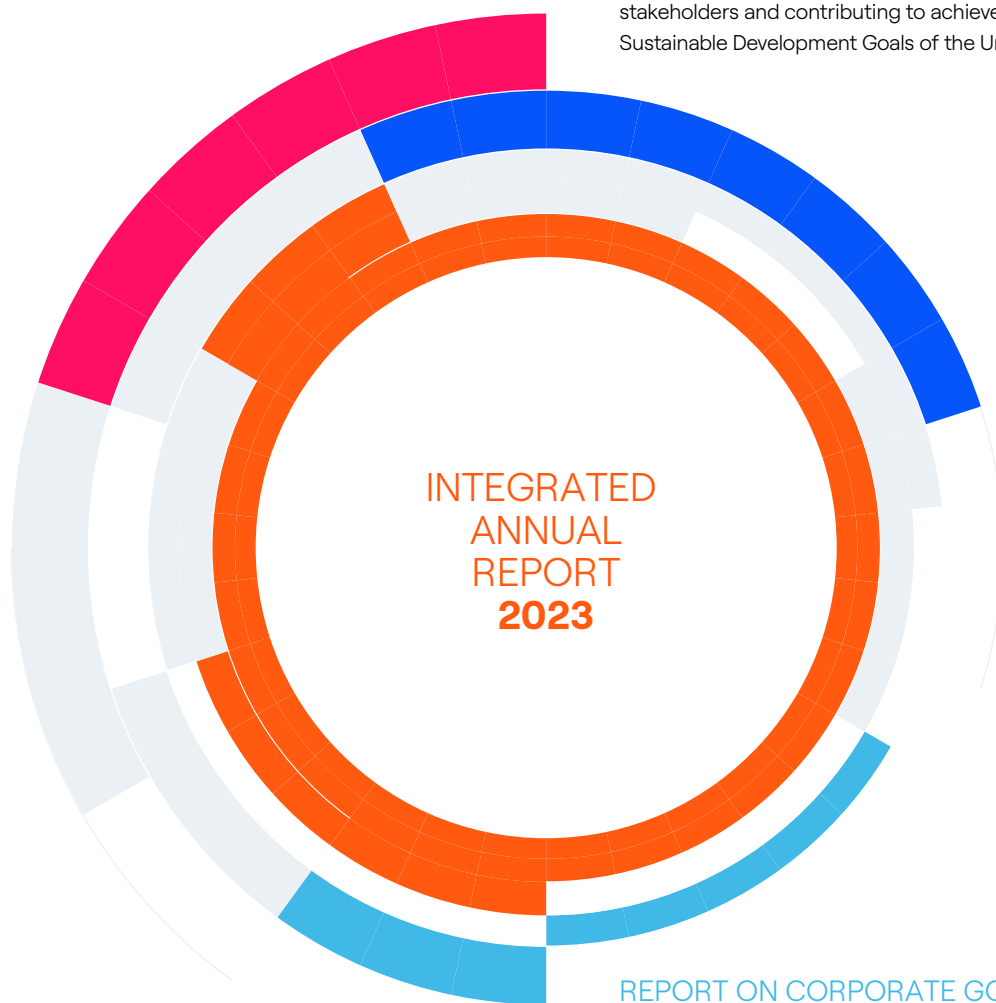 stakeholders and contributing to achieve
Sustainable Development Goals of the
INTEGRATED
ANNUAL
REPORT
2023
REPORT ON CORPORATE